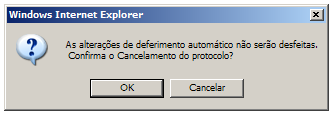 Windows Internet Explorer
As alterações de deferimento automático não serão desfeitas.
Confirma o Cancelamento do protocolo?
OK
Cancelar